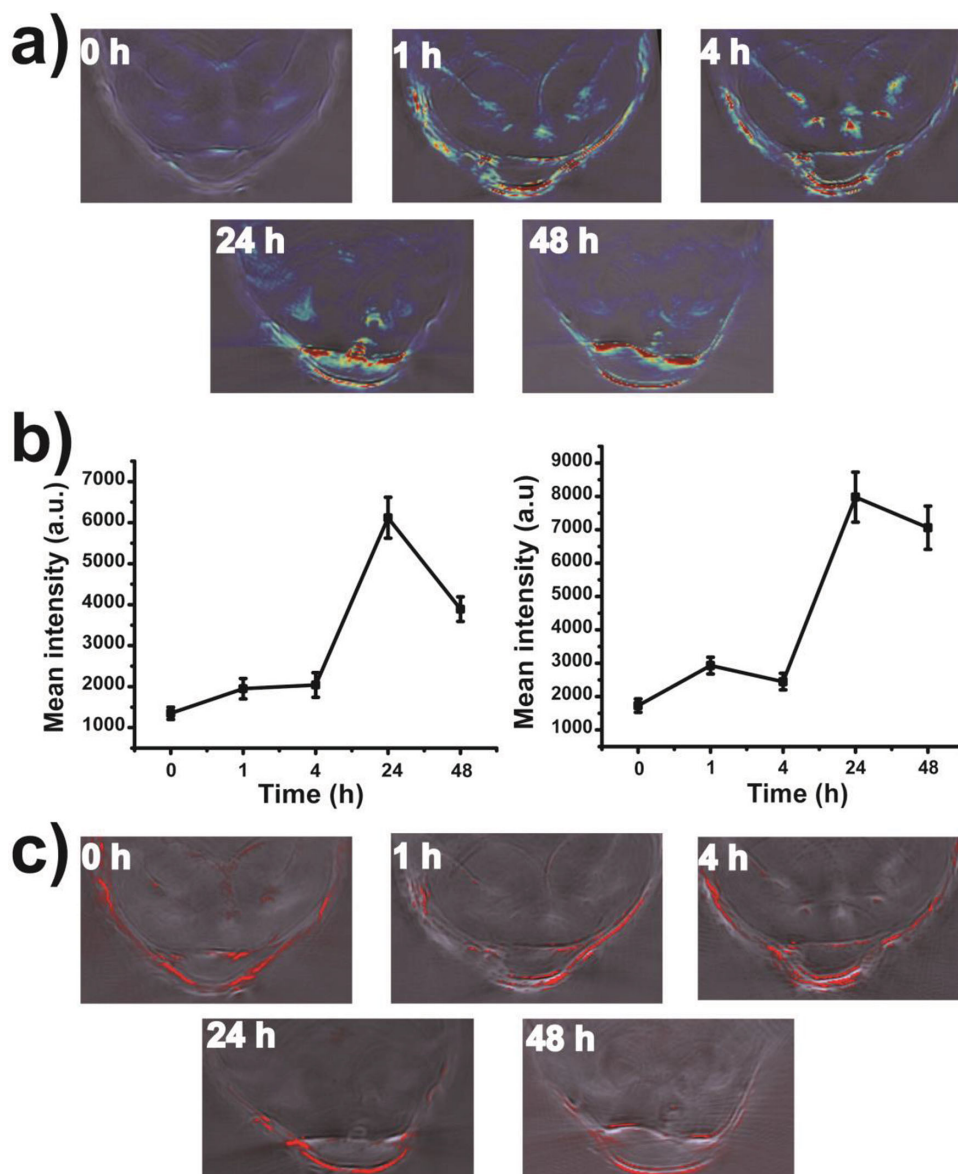 a)
0 h
1 h
4 h
24 h
48 h
b)
Mean intensity (a.u.)
7000
6000
5000
4000
3000
2000
1000
0 1 4 24 48
Time (h)
Mean intensity (a.u)
9000
8000
7000
6000
5000
4000
3000
2000
1000
0 1 4 24 48
Time (h)
c)
0 h
1 h
4 h
24 h
48 h